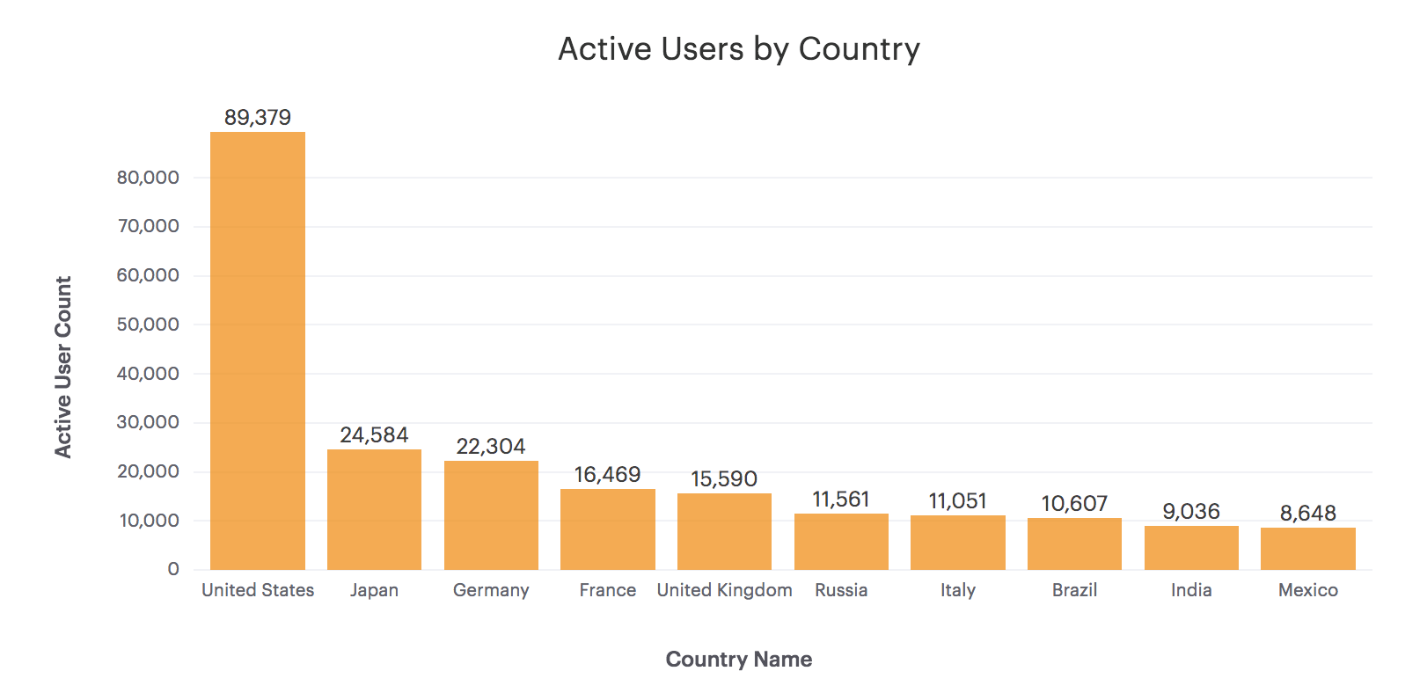 Active Users by Country
89,379
80,000
70,000
60,000
50,000
40,000
30,000
20,000
10,000
0
Active User Count
24,584
22,304
16,469
15,590
11,561
11,051
10,607
9,036
8,648
United States
Japan
Germany
France
United Kingdom
Russia
Italy
Brazil
India
Mexico
Country Name